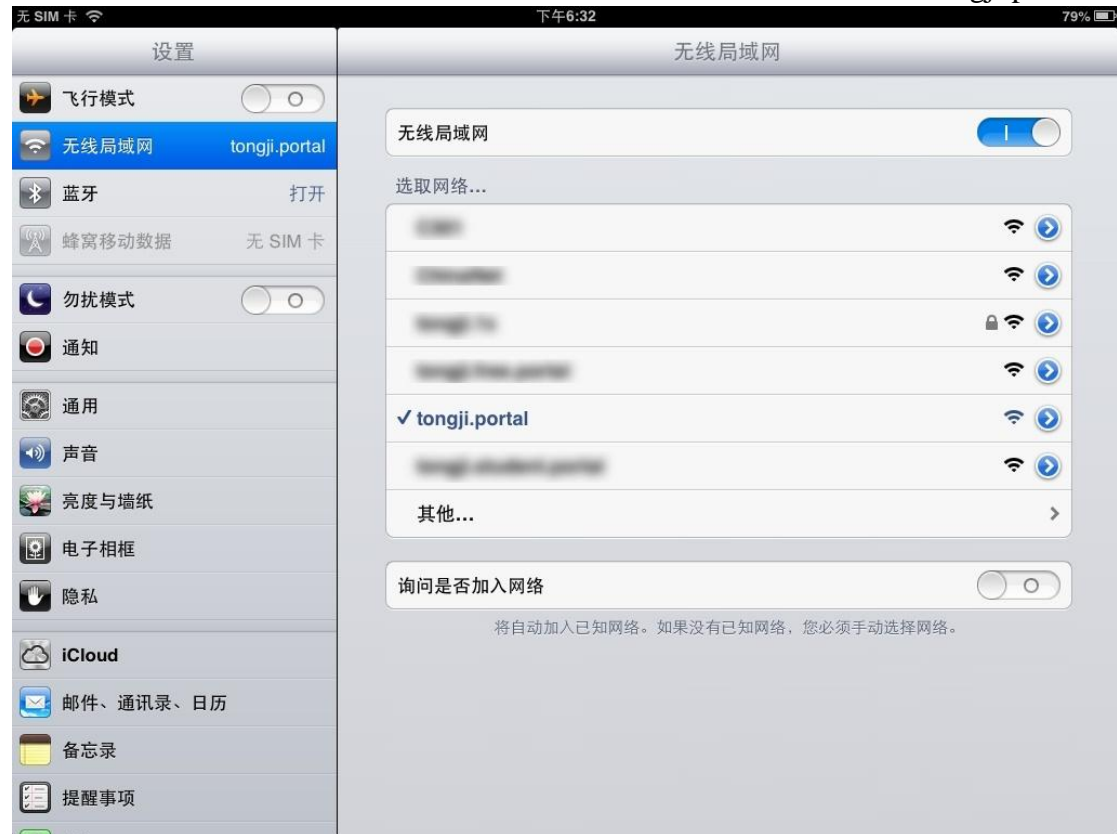 无 SIM 卡 下午6:32 79%
设置
飞行模式
无线局域网 tongji.portal
蓝牙 打开
蜂窝移动数据 无 SIM 卡
勿扰模式
通知
通用
声音
亮度与墙纸
电子相框
隐私
iCloud
邮件、通讯录、日历
备忘录
提醒事项
无线局域网
无线局域网
选取网络...
tongji.portal
其他...
询问是否加入网络
将自动加入已知网络。如果没有已知网络，您必须手动选择网络。